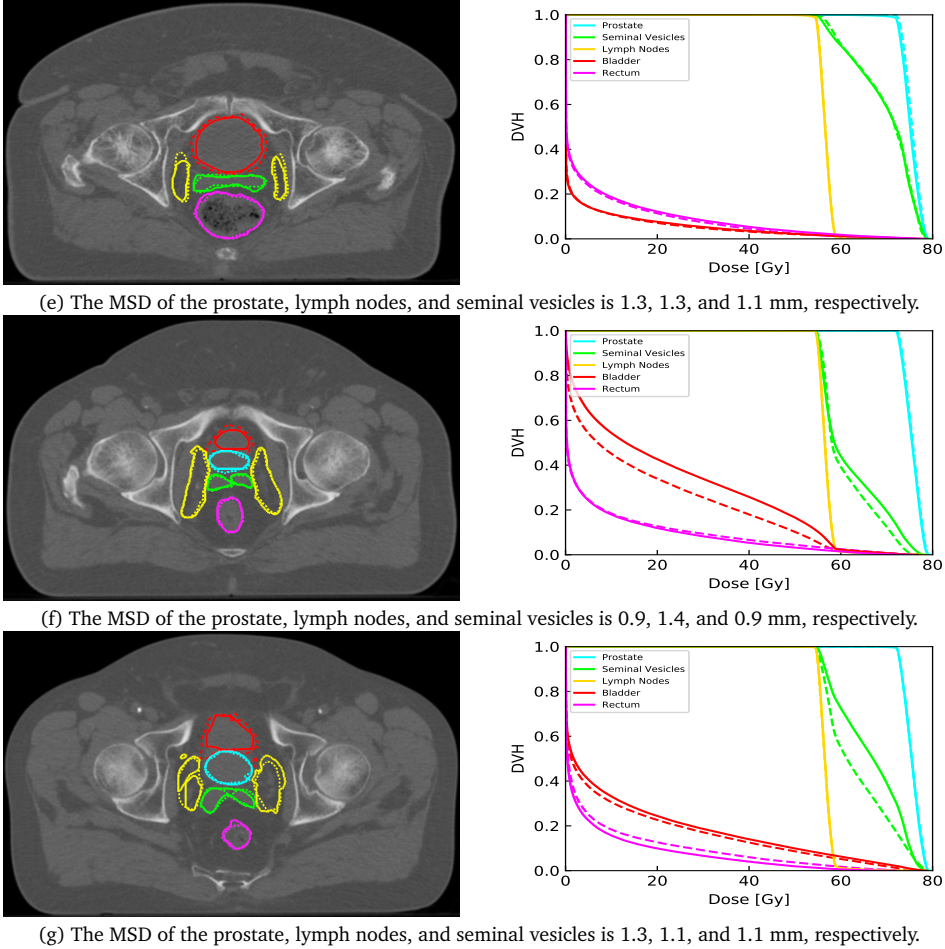 1.0
0.8
0.6
0.4
0.2
0.0
DVH
Prostate
Seminal Vesicles
Lymph Nodes
Bladder
Rectum
0 20 40 60 80
Dose [Gy]
(e) The MSD of the prostate, lymph nodes, and seminal vesicles is 1.3, 1.3, and 1.1 mm, respectively.
1.0
0.8
0.6
0.4
0.2
0.0
DVH
Prostate
Seminal Vesicles
Lymph Nodes
Bladder
Rectum
0 20 40 60 80
Dose [Gy]
(f) The MSD of the prostate, lymph nodes, and seminal vesicles is 0.9, 1.4, and 0.9 mm, respectively.
1.0
0.8
0.6
0.4
0.2
0.0
DVH
Prostate
Seminal Vesicles
Lymph Nodes
Bladder
Rectum
0 20 40 60 80
Dose [Gy]
(g) The MSD of the prostate, lymph nodes, and seminal vesicles is 1.3, 1.1, and 1.1 mm, respectively.